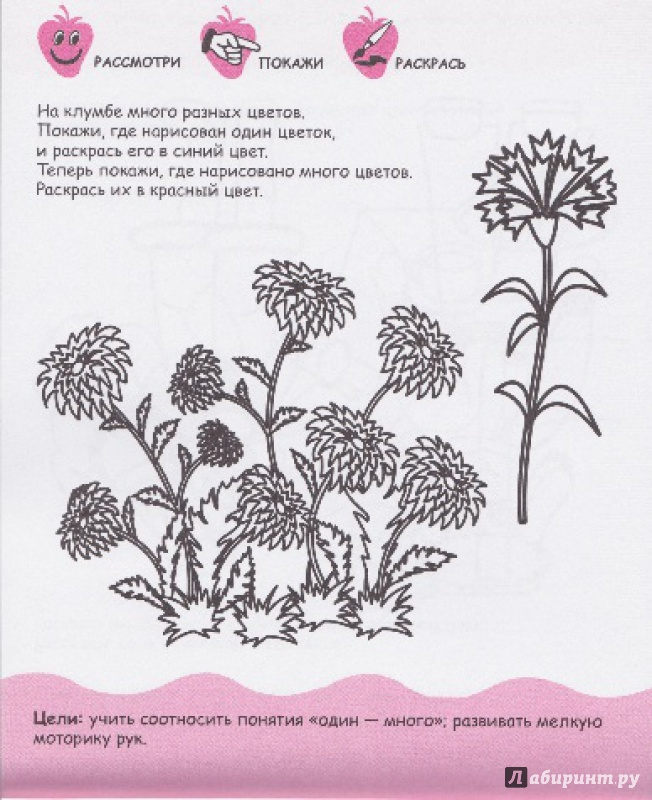 РАССМОТРИ ПОКАЖИ РАСКРАСЬ
На клумбе много разных цветов.
Покажи, где нарисован один цветок,
и раскрась его в синий цвет.
Теперь покажи, где нарисовано много цветов.
Раскрась их в красный цвет.
Цели: учить соотносить понятия «один — много»; развивать мелкую
моторику рук.
Лабиринт.ру